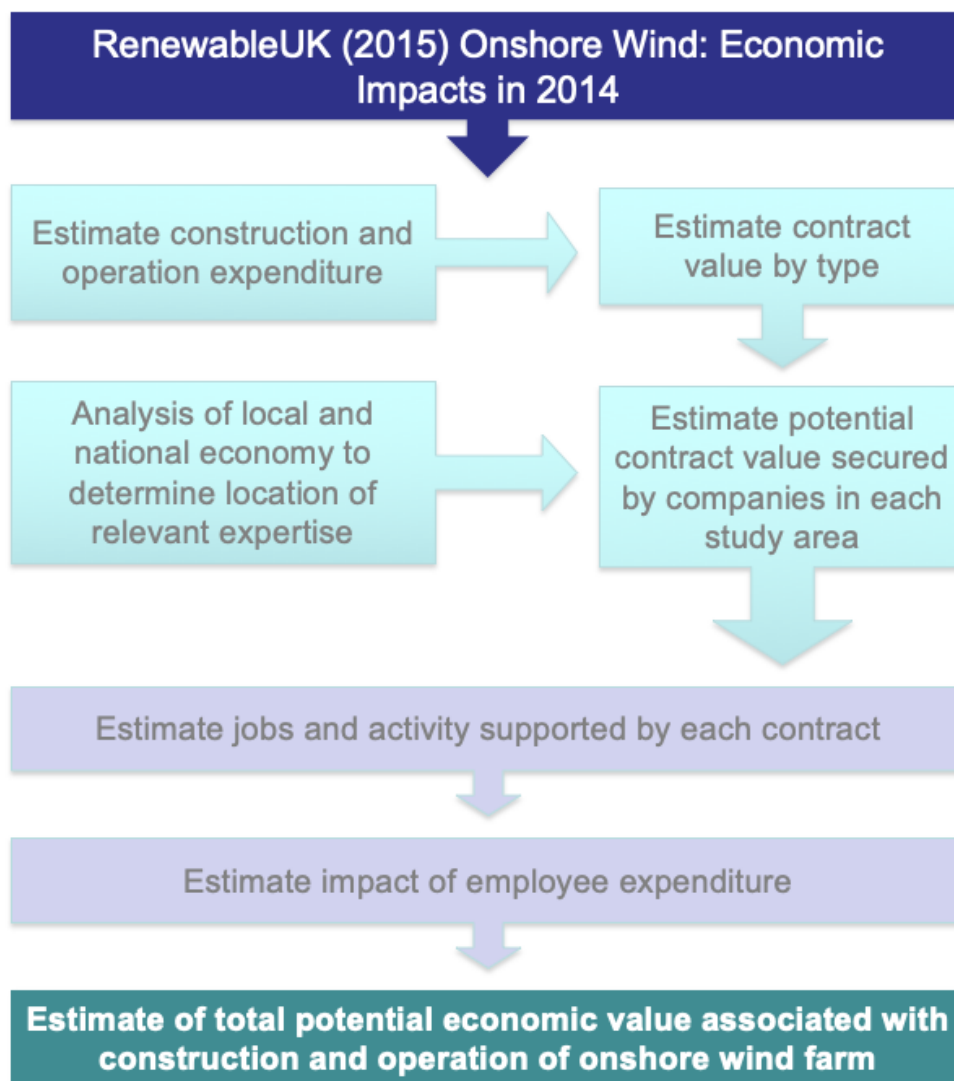 RenewableUK (2015) Onshore Wind: Economic
Impacts in 2014
Estimate construction and
operation expenditure
Estimate contract
value by type
Analysis of local and
national economy to
determine location of
relevant expertise
Estimate potential
contract value secured
by companies in each
study area
Estimate jobs and activity supported by each contract
Estimate impact of employee expenditure
Estimate of total potential economic value associated with
construction and operation of onshore wind farm